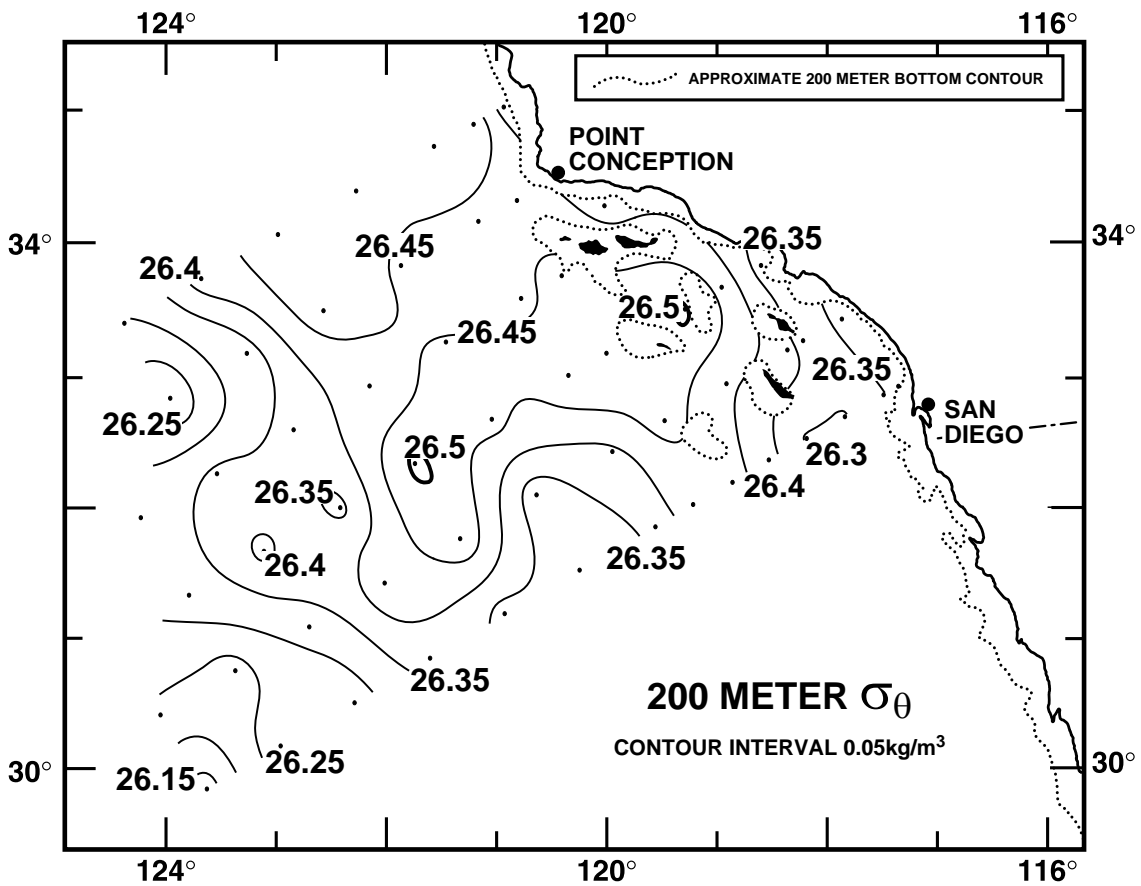 124° 120° 116°
APPROXIMATE 200 METER BOTTOM CONTOUR
POINT
CONCEPTION
34° 26.45 26.35 34°
26.4
26.5
26.45
26.35
26.25
SAN
DIEGO
26.5
26.3
26.35
26.4
26.4
26.35
26.35
200 METER σθ
CONTOUR INTERVAL 0.05kg/m³
30° 26.15 26.25 30°
124° 120° 116°